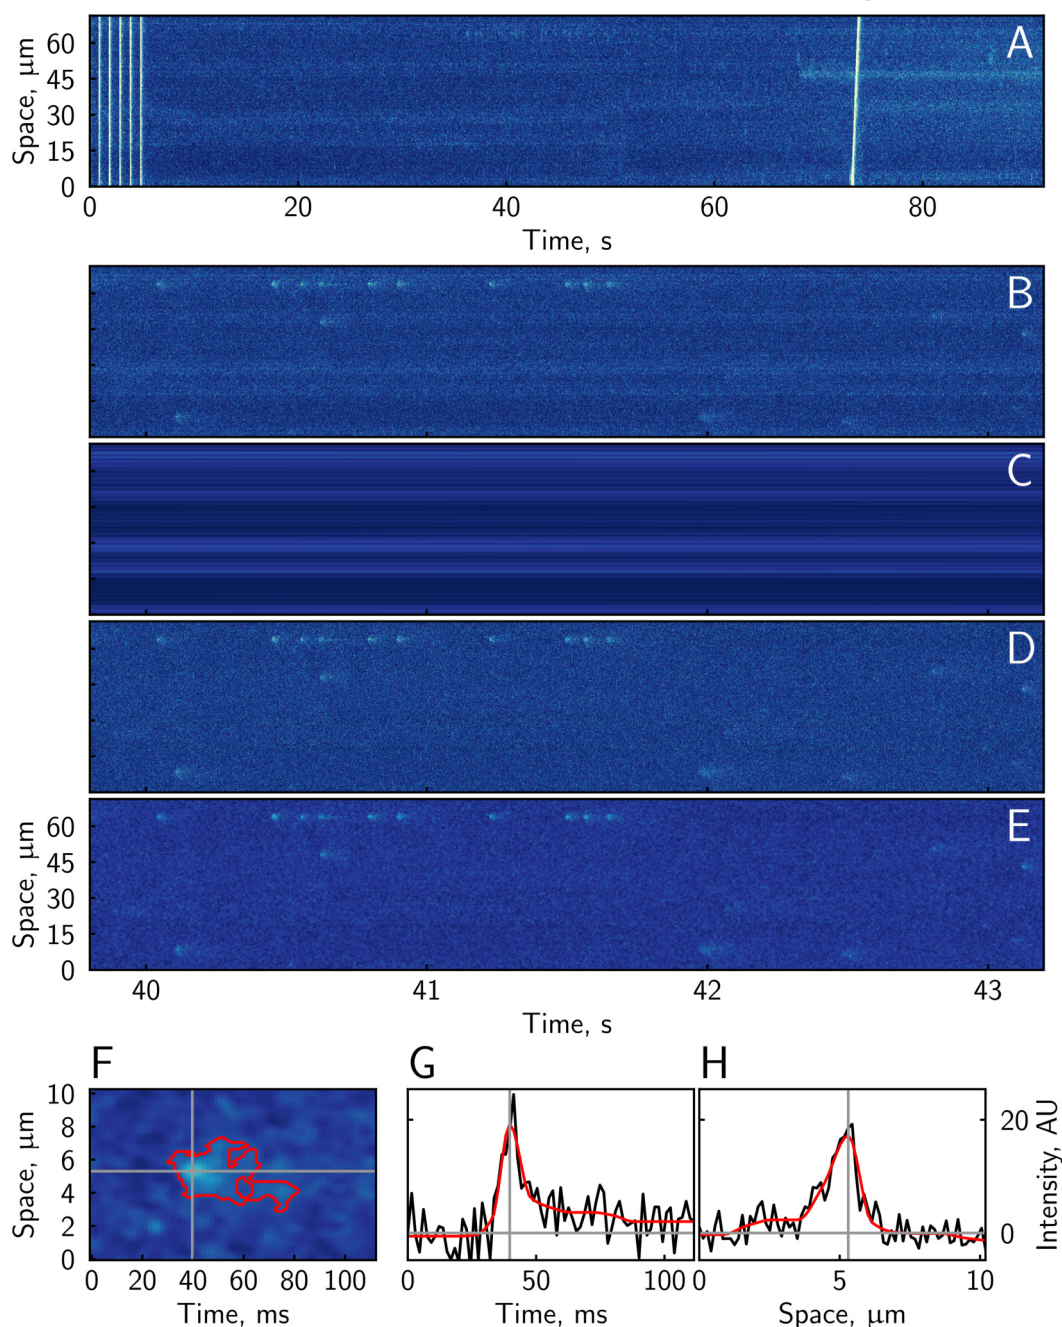 A
Space, μm
60
45
30
15
0
0 20 40 60 80
Time, s
B
C
D
E
Space, μm
60
45
30
15
0
40 41 42 43
Time, s
F G H
Space, μm
10
8
6
4
2
0
0 20 40 60 80 100
Time, ms
0 50 100
Time, ms
0 5 10
Space, μm
20
0
Intensity, AU